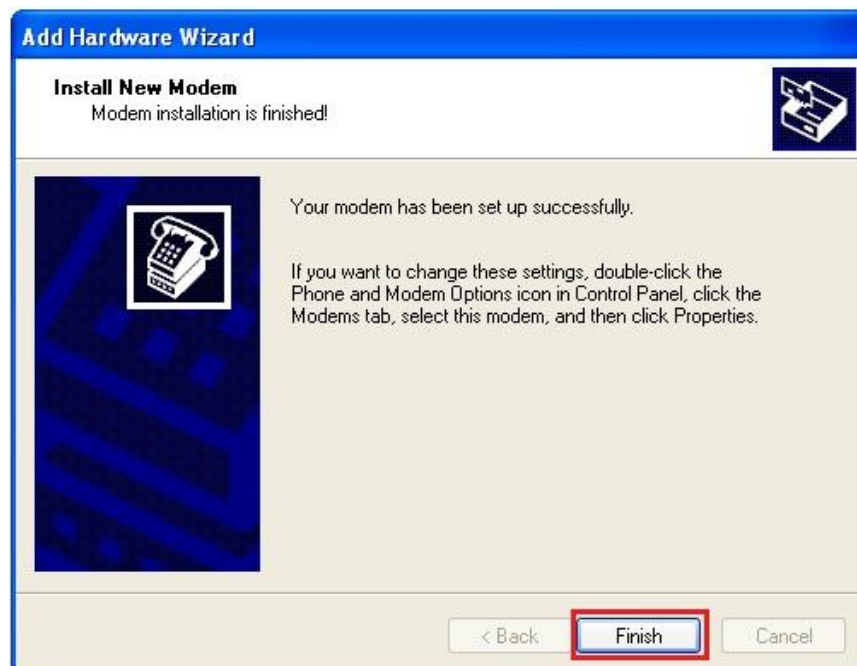 Add Hardware Wizard
Install New Modem
Modem installation is finished!
Your modem has been set up successfully.
If you want to change these settings, double-click the
Phone and Modem Options icon in Control Panel, click the
Modems tab, select this modem, and then click Properties.
< Back
Finish
Cancel